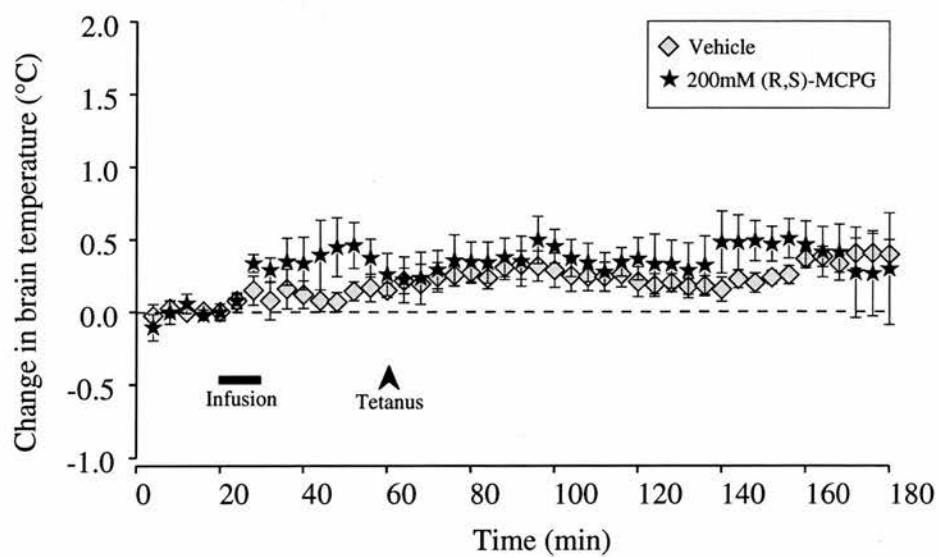 2.0
1.5
1.0
0.5
0.0
-0.5
-1.0
Change in brain temperature (°C)
Vehicle
200mM (R,S)-MCPG
Infusion
Tetanus
0 20 40 60 80 100 120 140 160 180
Time (min)